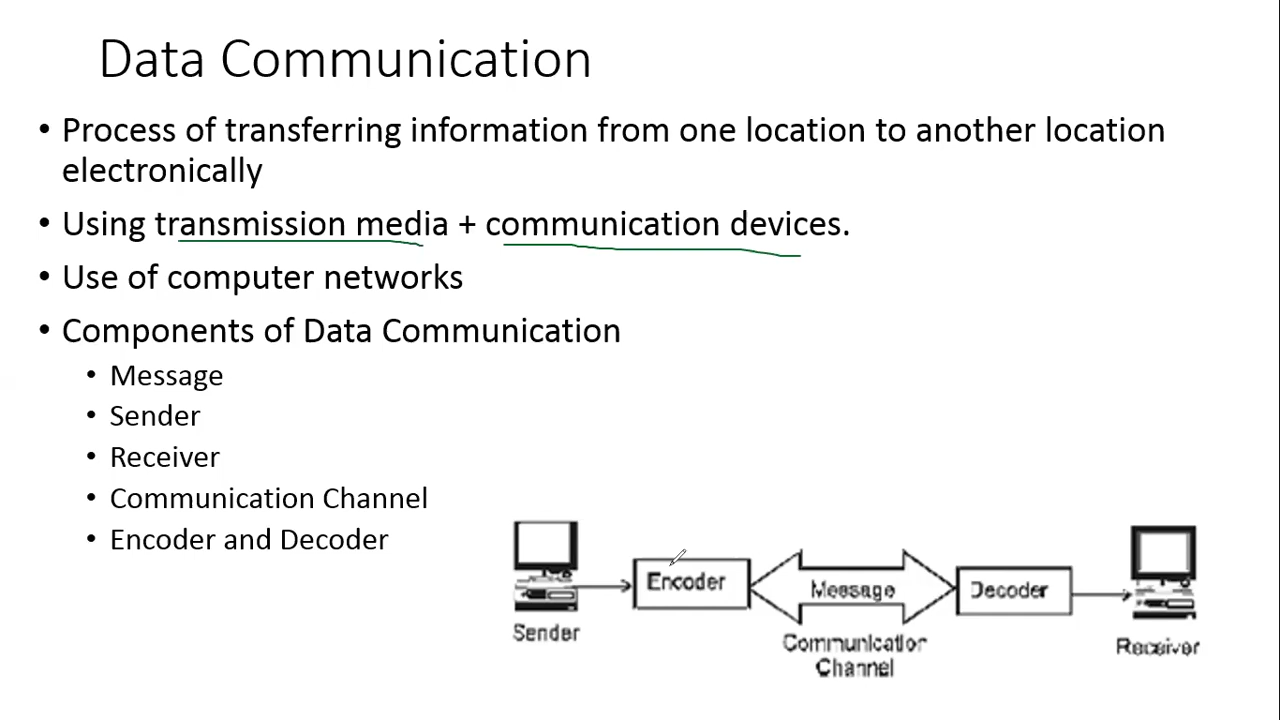 Data Communication
• Process of transferring information from one location to another location
electronically
• Using transmission media + communication devices.
• Use of computer networks
• Components of Data Communication
• Message
• Sender
• Receiver
• Communication Channel
• Encoder and Decoder
Sender
Encoder
Message
Communication
Channel
Decoder
Receiver